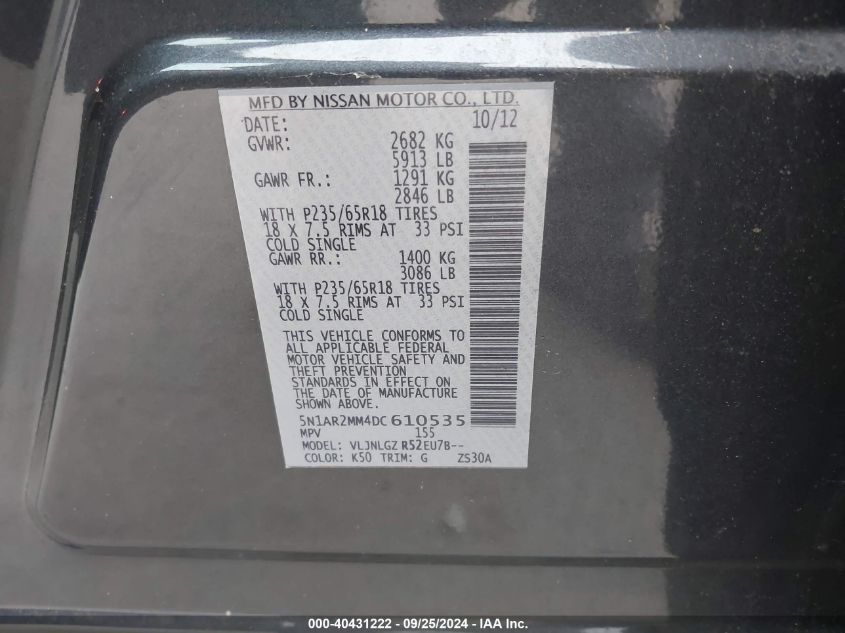 MFD BY NISSAN MOTOR CO., LTD.
DATE: 10/12
GVWR: 2682 KG
5913 LB
GAWR FR.: 1291 KG
2846 LB
WITH P235/65R18 TIRES
18 X 7.5 RIMS AT 33 PSI
COLD SINGLE
GAWR RR.: 1400 KG
3086 LB
WITH P235/65R18 TIRES
18 X 7.5 RIMS AT 33 PSI
COLD SINGLE
THIS VEHICLE CONFORMS TO
ALL APPLICABLE FEDERAL
MOTOR VEHICLE SAFETY AND
THEFT PREVENTION
STANDARDS IN EFFECT ON
THE DATE OF MANUFACTURE
SHOWN ABOVE.
5N1AR2MM4DC610535
MPV 155
MODEL: VLJNLGZ R52EU7B--
COLOR: K50 TRIM: G ZS30A
000-40431222 - 09/25/2024 - IAA Inc.